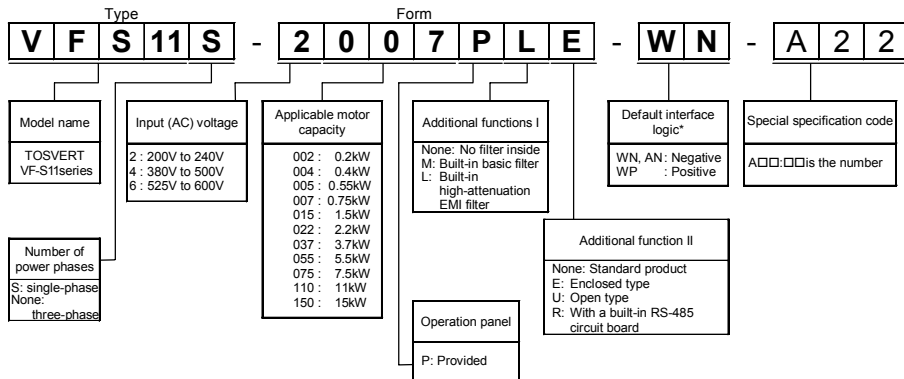 Type Form
V F S 11 S - 2 0 0 7 P L E - W N - A 2 2
Model name
TOSVERT
VF-S11series
Number of
power phases
S: single-phase
None:
three-phase
Input (AC) voltage
2 : 200V to 240V
4 : 380V to 500V
6 : 525V to 600V
Applicable motor
capacity
002 : 0.2kW
004 : 0.4kW
005 : 0.55kW
007 : 0.75kW
015 : 1.5kW
022 : 2.2kW
037 : 3.7kW
055 : 5.5kW
075 : 7.5kW
110 : 11kW
150 : 15kW
Operation panel
P: Provided
Additional functions I
None: No filter inside
M: Built-in basic filter
L: Built-in
high-attenuation
EMI filter
Additional function II
None: Standard product
E: Enclosed type
U: Open type
R: With a built-in RS-485
circuit board
Default interface
logic*
WN, AN : Negative
WP : Positive
Special specification code
A□□:□□is the number